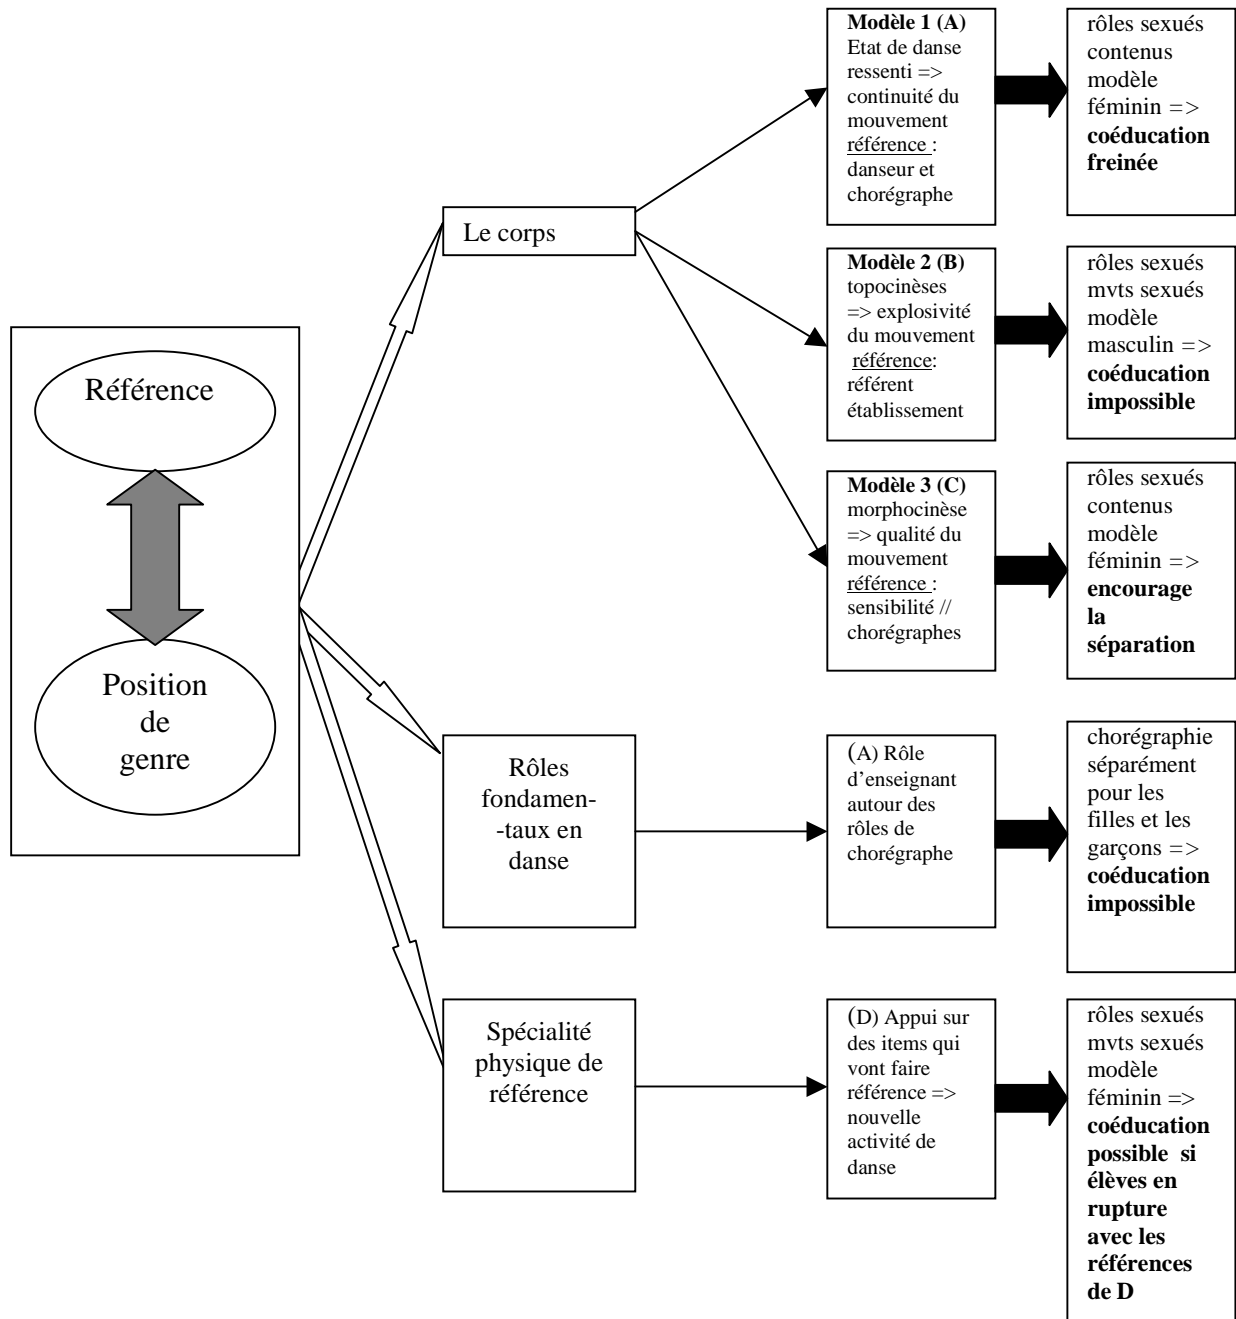 Référence
Position
de
genre
Le corps
Modèle 1 (A)
Etat de danse
ressenti =>
continuité du
mouvement
référence :
danseur et
chorégraphe
rôles sexués
contenus
modèle
féminin =>
coéducation
freinée
Modèle 2 (B)
topocinèses
=> explosivité
du mouvement
référence:
référent
établissement
rôles sexués
mvts sexués
modèle
masculin =>
coéducation
impossible
Modèle 3 (C)
morphocinèse
=> qualité du
mouvement
référence :
sensibilité //
chorégraphes
rôles sexués
contenus
modèle
féminin =>
encourage
la
séparation
Rôles
fondamen-
-taux en
danse
(A) Rôle
d’enseignant
autour des
rôles de
chorégraphe
chorégraphie
séparément
pour les
filles et les
garçons =>
coéducation
impossible
Spécialité
physique de
référence
(D) Appui sur
des items qui
vont faire
référence =>
nouvelle
activité de
danse
rôles sexués
mvts sexués
modèle
féminin =>
coéducation
possible si
élèves en
rupture
avec les
références
de D